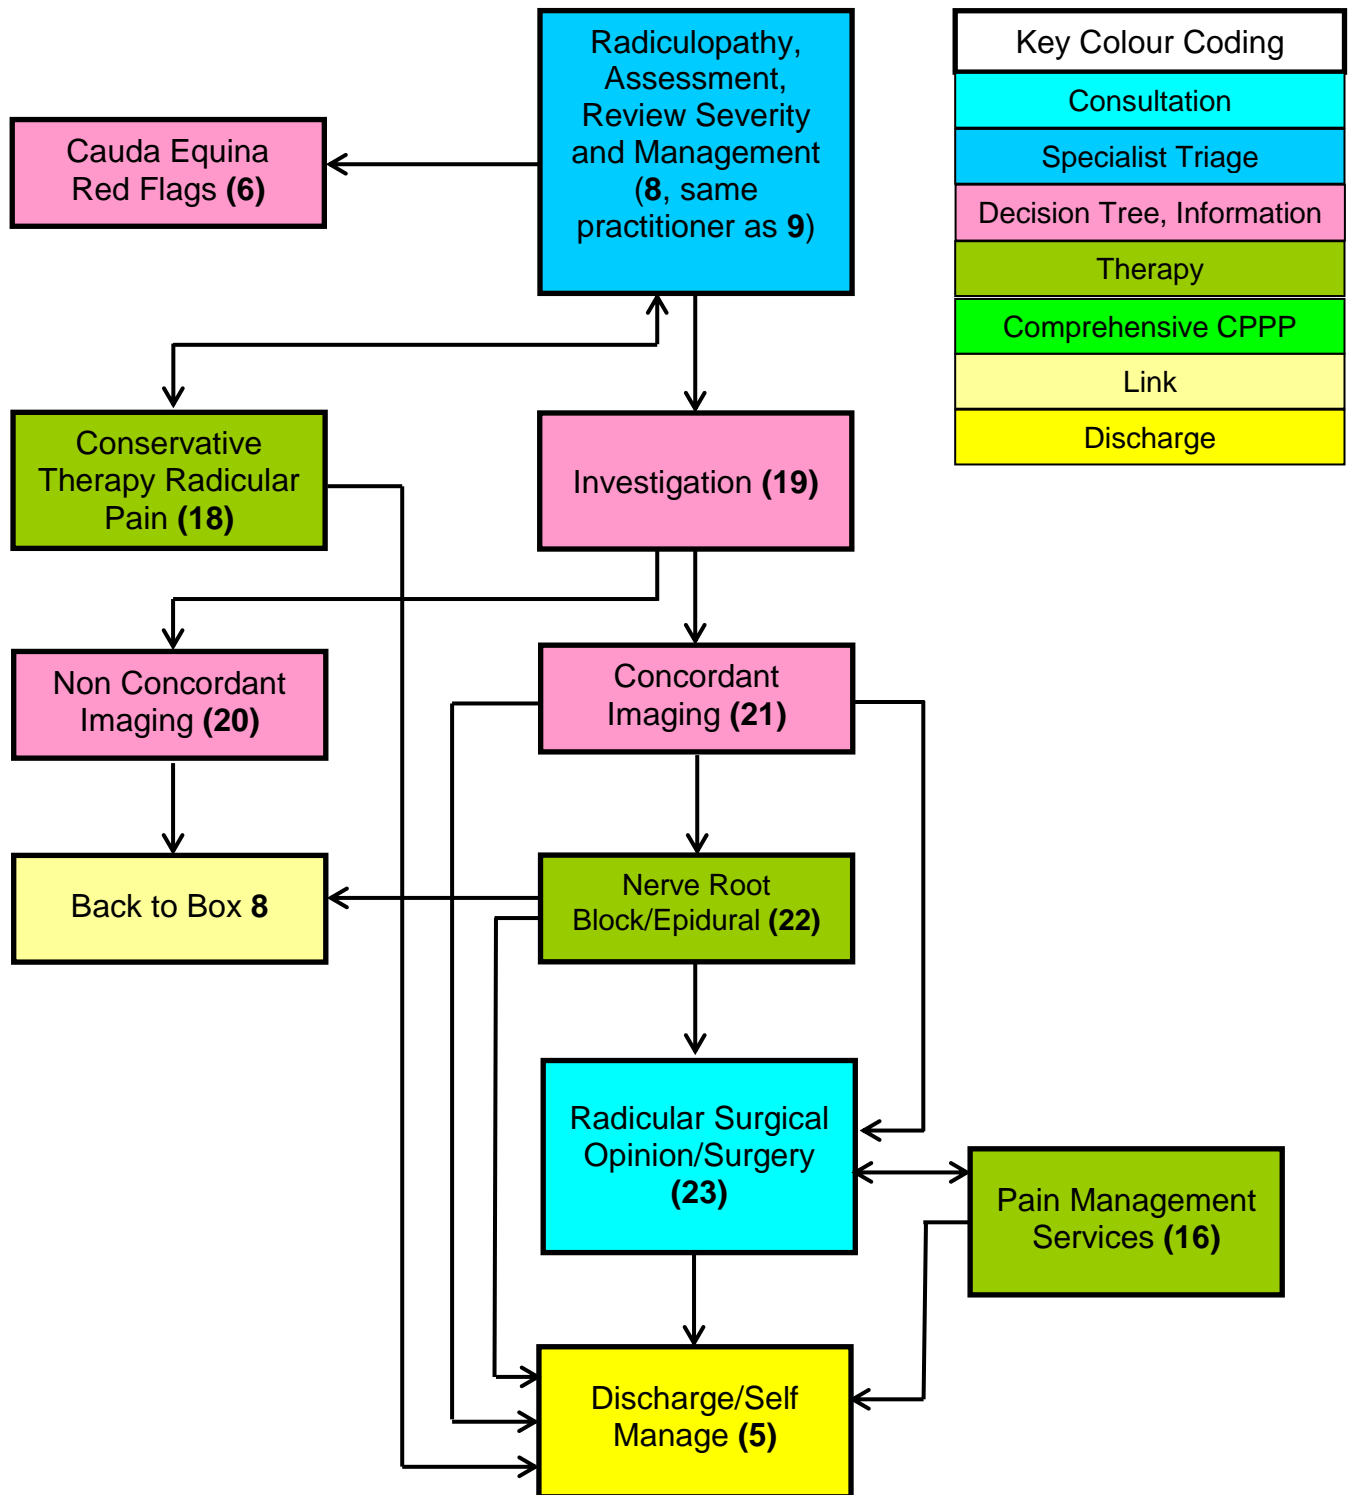 Radiculopathy,
Assessment,
Review Severity
and Management
(8, same
practitioner as 9)
Key Colour Coding
Consultation
Specialist Triage
Decision Tree, Information
Therapy
Comprehensive CPPP
Link
Discharge
Cauda Equina
Red Flags (6)
Conservative
Therapy Radicular
Pain (18)
Investigation (19)
Non Concordant
Imaging (20)
Concordant
Imaging (21)
Back to Box 8
Nerve Root
Block/Epidural (22)
Radicular Surgical
Opinion/Surgery
(23)
Pain Management
Services (16)
Discharge/Self
Manage (5)